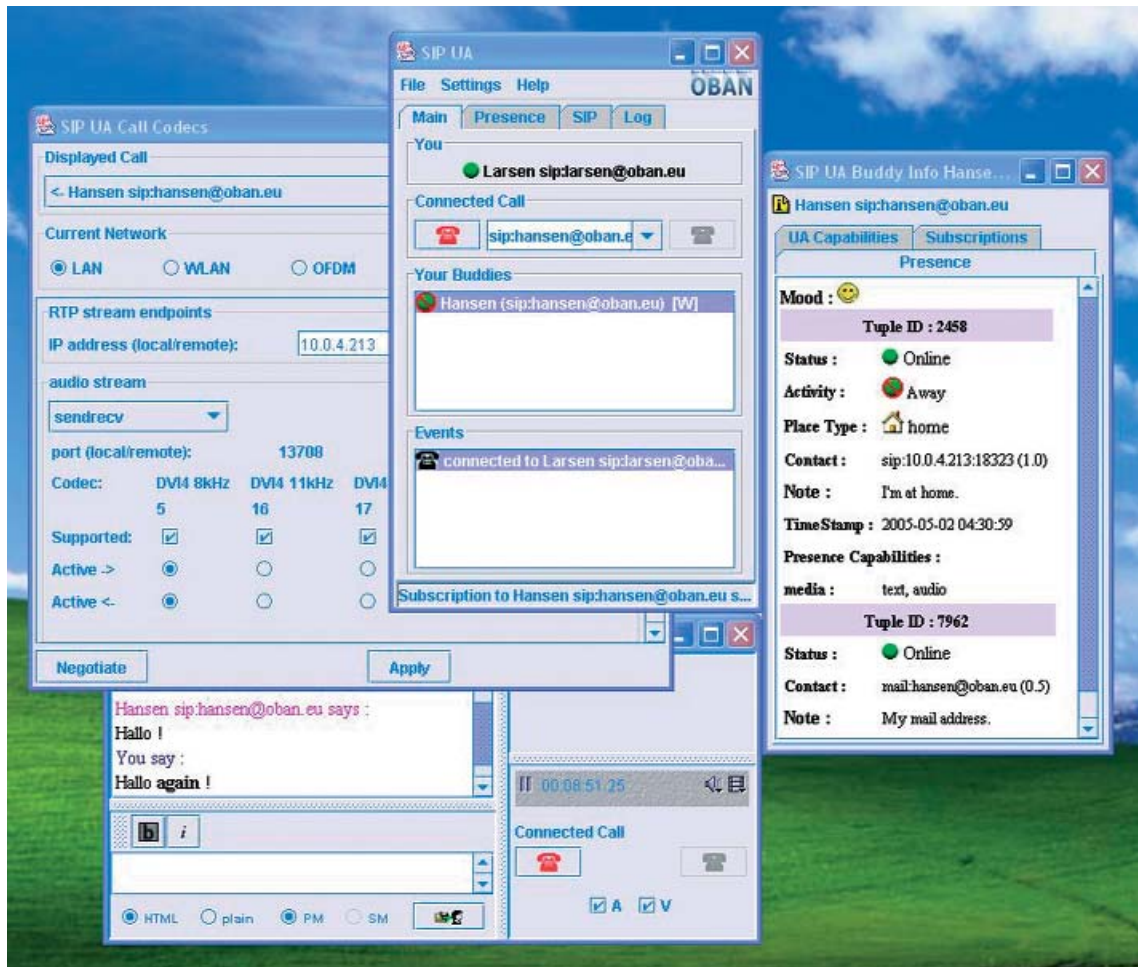 SIP UA
File Settings Help
OBAN
Main Presence SIP Log
You
Larsen sip:larsen@oban.eu
Connected Call
sip:hansen@oban.e
Your Buddies
Hansen (sip:hansen@oban.eu) [W]
Events
connected to Larsen sip:larsen@oba...
Subscription to Hansen sip:hansen@oban.eu s...
SIP UA Call Codecs
Displayed Call
<- Hansen sip:hansen@oban.eu
Current Network
LAN WLAN OFDM
RTP stream endpoints
IP address (local/remote): 10.0.4.213
audio stream
sendrecv
port (local/remote): 13708
Codec: DVI4 8kHz DVI4 11kHz DVI4
5 16 17
Supported:
Active ->
Active <-
Negotiate Apply
SIP UA Buddy Info Hanse...
Hansen sip:hansen@oban.eu
UA Capabilities Subscriptions
Presence
Mood :
Tuple ID : 2458
Status : Online
Activity : Away
Place Type : home
Contact : sip:10.0.4.213:18323 (1.0)
Note : I'm at home.
TimeStamp : 2005-05-02 04:30:59
Presence Capabilities :
media : text, audio
Tuple ID : 7962
Status : Online
Contact : mail:hansen@oban.eu (0.5)
Note : My mail address.
Hansen sip:hansen@oban.eu says :
Hallo !
You say :
Hallo again !
b i
HTML plain PM SM
00:08:51.25
Connected Call
A V